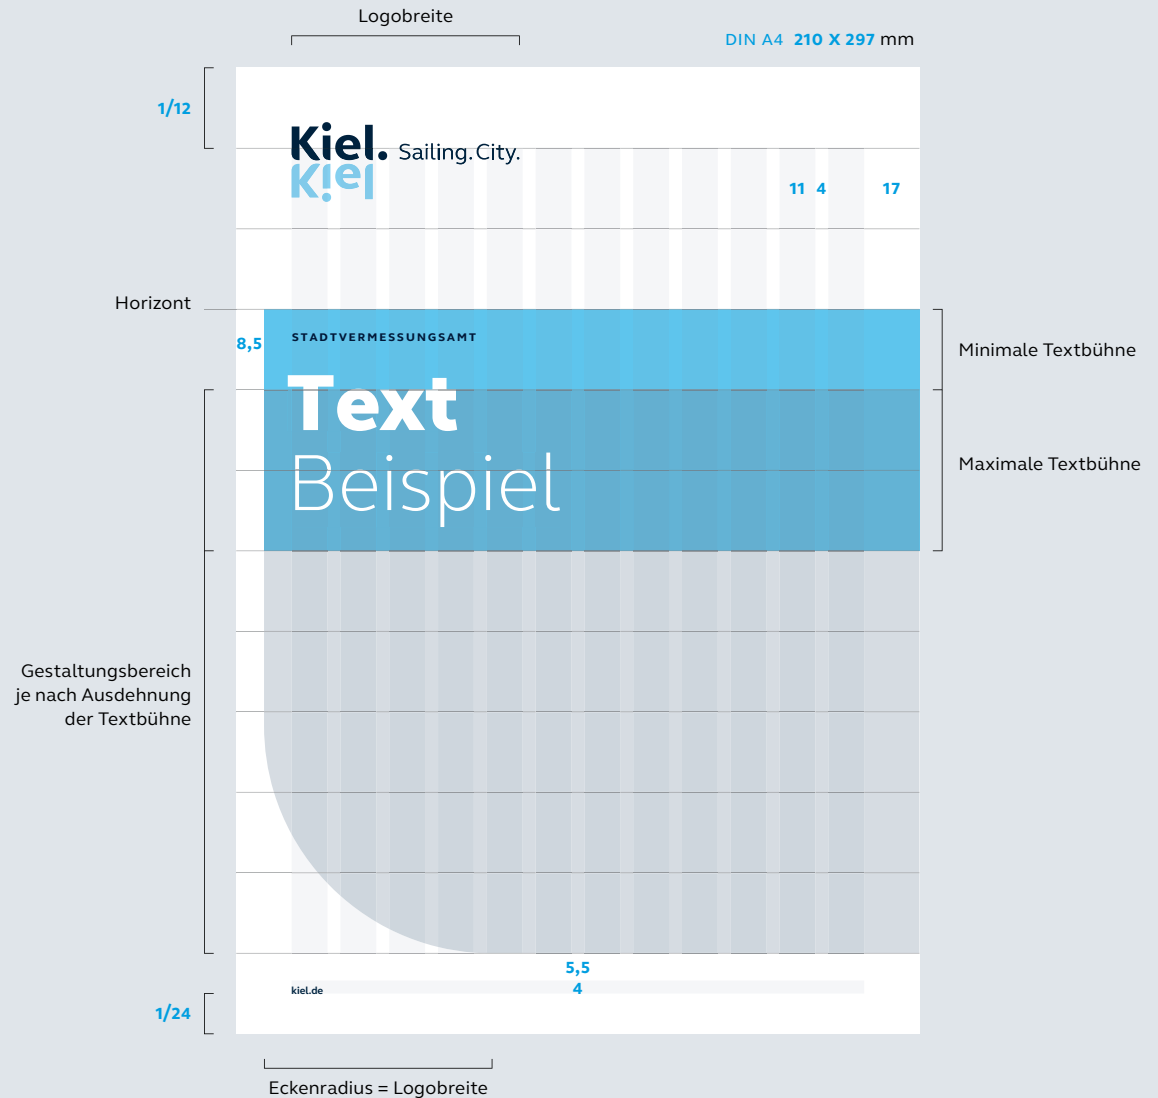 Logobreite
DIN A4 210 X 297 mm
1/12
Kiel. Sailing.City.
Kiel
11 4 17
Horizont
8,5
STADTVERMESSUNGSAMT
Minimale Textbühne
Text
Beispiel
Maximale Textbühne
Gestaltungsbereich
je nach Ausdehnung
der Textbühne
5,5
4
kiel.de
1/24
Eckenradius = Logobreite